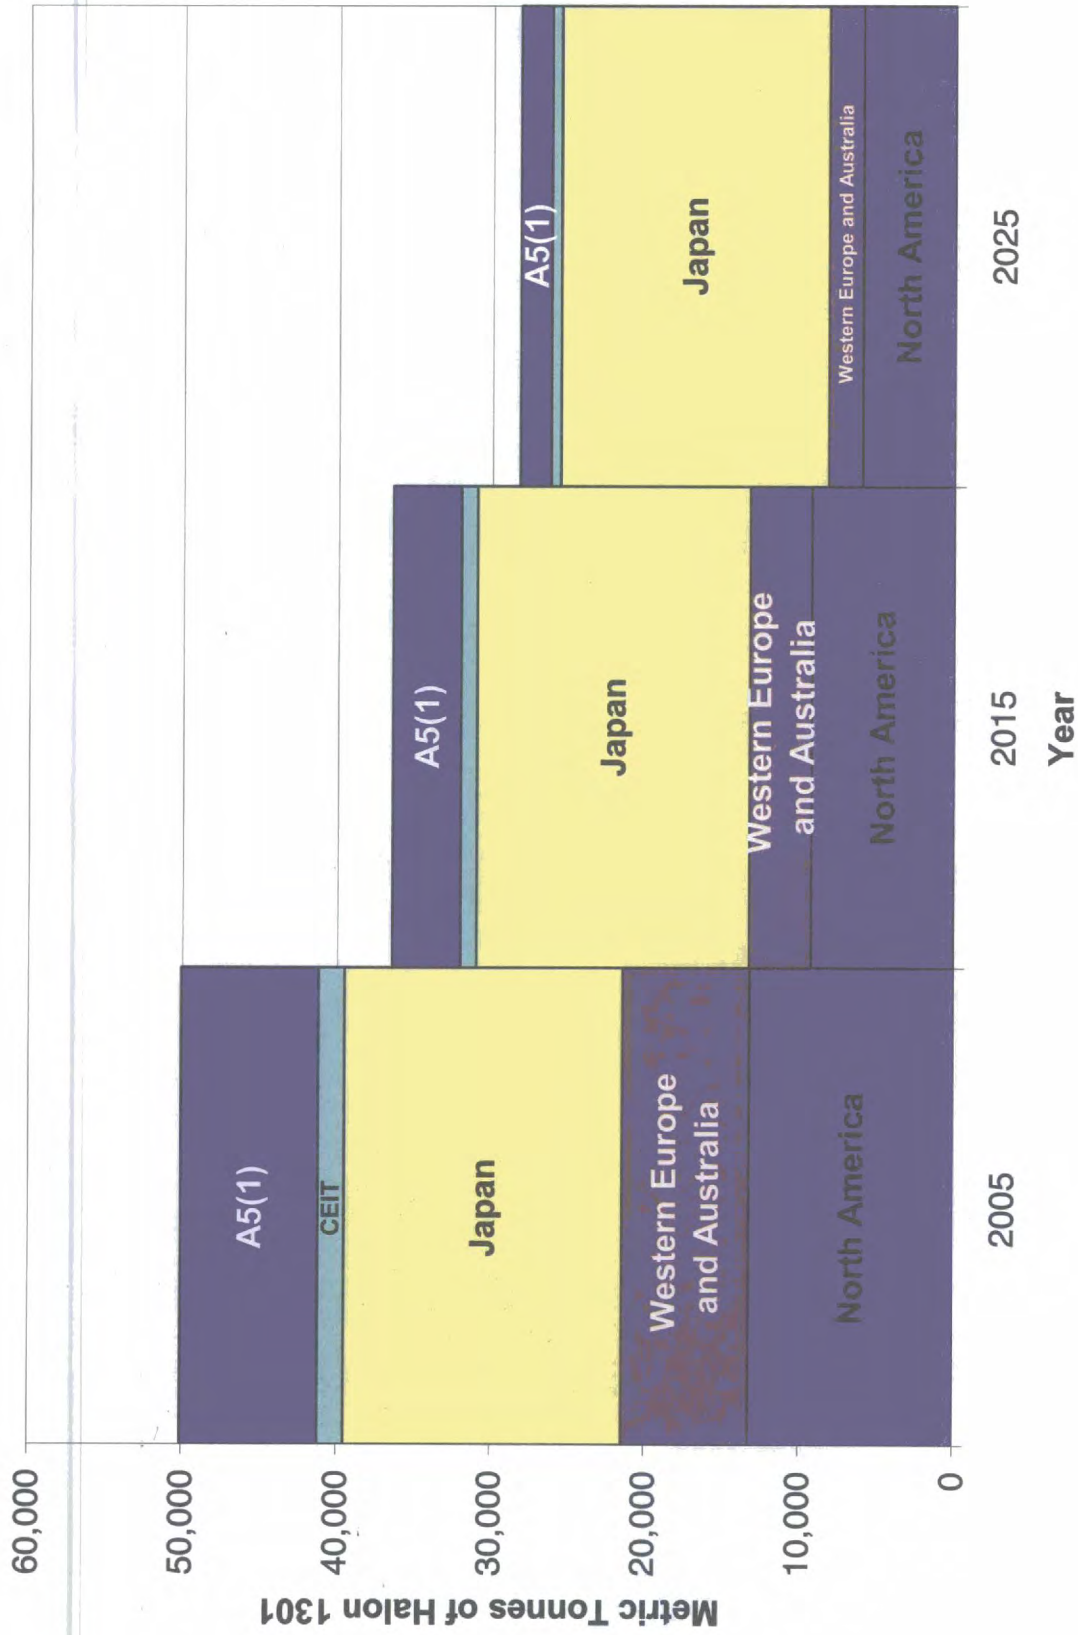 60,000
50,000
40,000
30,000
20,000
10,000
0
Metric Tonnes of Halon 1301
A5(1)
CEIT
Japan
Western Europe
and Australia
North America
A5(1)
Japan
Western Europe
and Australia
North America
A5(1)
Japan
Western Europe and Australia
North America
2005
2015
2025
Year